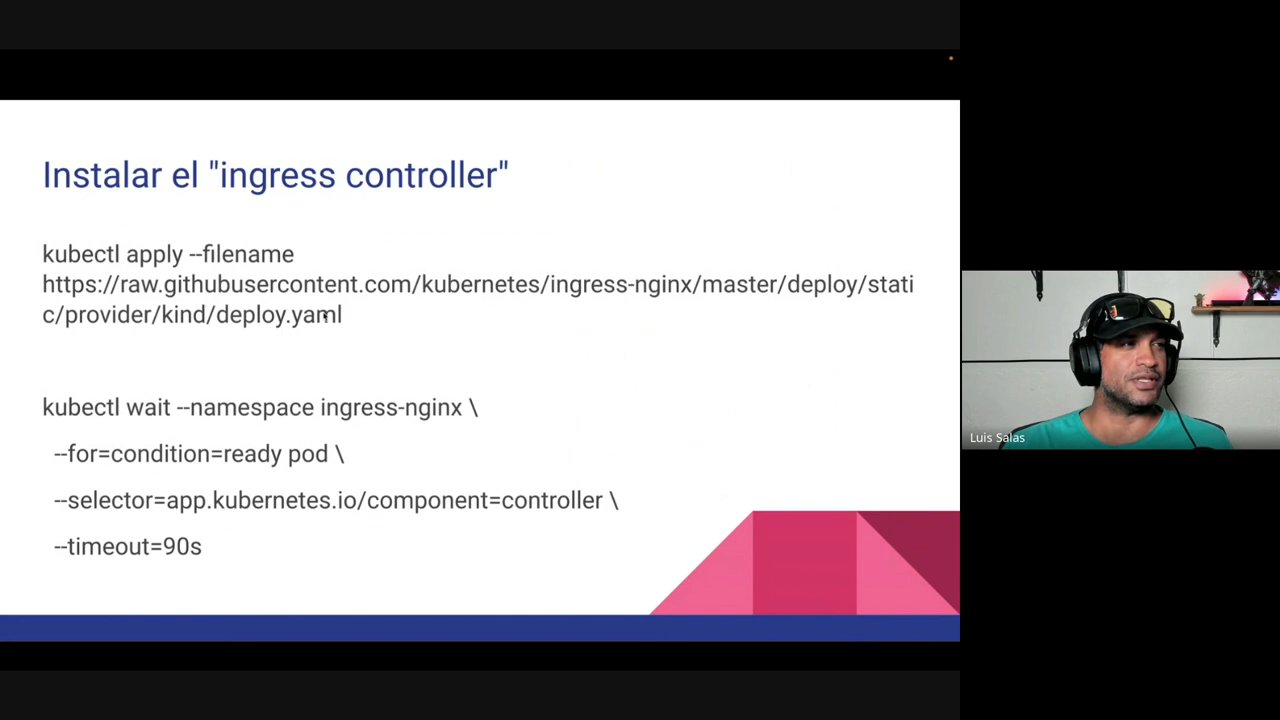 Instalar el "ingress controller"
kubectl apply --filename
https://raw.githubusercontent.com/kubernetes/ingress-nginx/master/deploy/stati
c/provider/kind/deploy.yaml
kubectl wait --namespace ingress-nginx \
--for=condition=ready pod \
--selector=app.kubernetes.io/component=controller \
--timeout=90s
Luis Salas